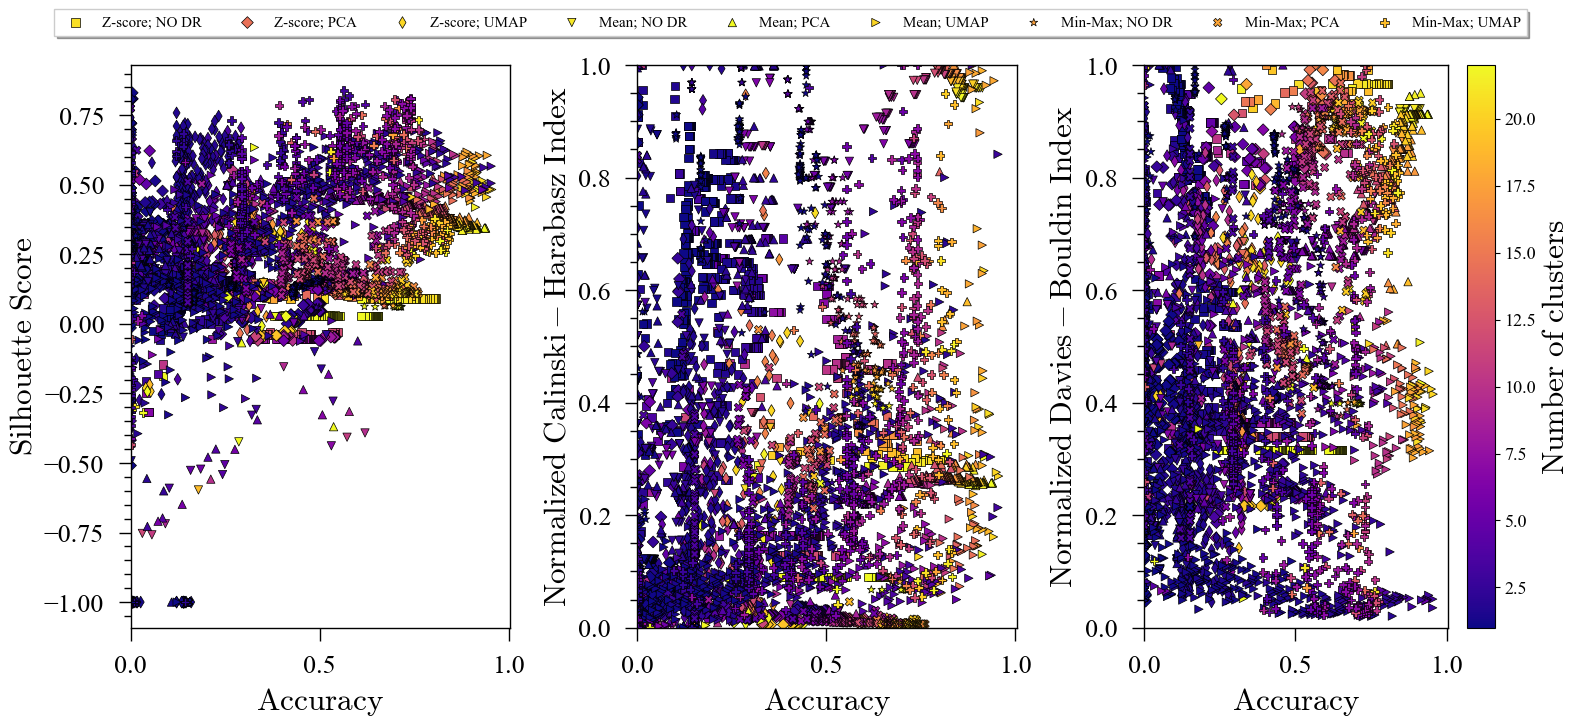 Z-score; NO DR Z-score; PCA Z-score; UMAP Mean; NO DR Mean; PCA Mean; UMAP Min-Max; NO DR Min-Max; PCA Min-Max; UMAP
Silhouette Score
0.75
0.50
0.25
0.00
−0.25
−0.50
−0.75
−1.00
0.0 0.5 1.0
Accuracy
Normalized Calinski − Harabasz Index
1.0
0.8
0.6
0.4
0.2
0.0
0.0 0.5 1.0
Accuracy
Normalized Davies − Bouldin Index
1.0
0.8
0.6
0.4
0.2
0.0
0.0 0.5 1.0
Accuracy
20.0
17.5
15.0
12.5
10.0
7.5
5.0
2.5
Number of clusters